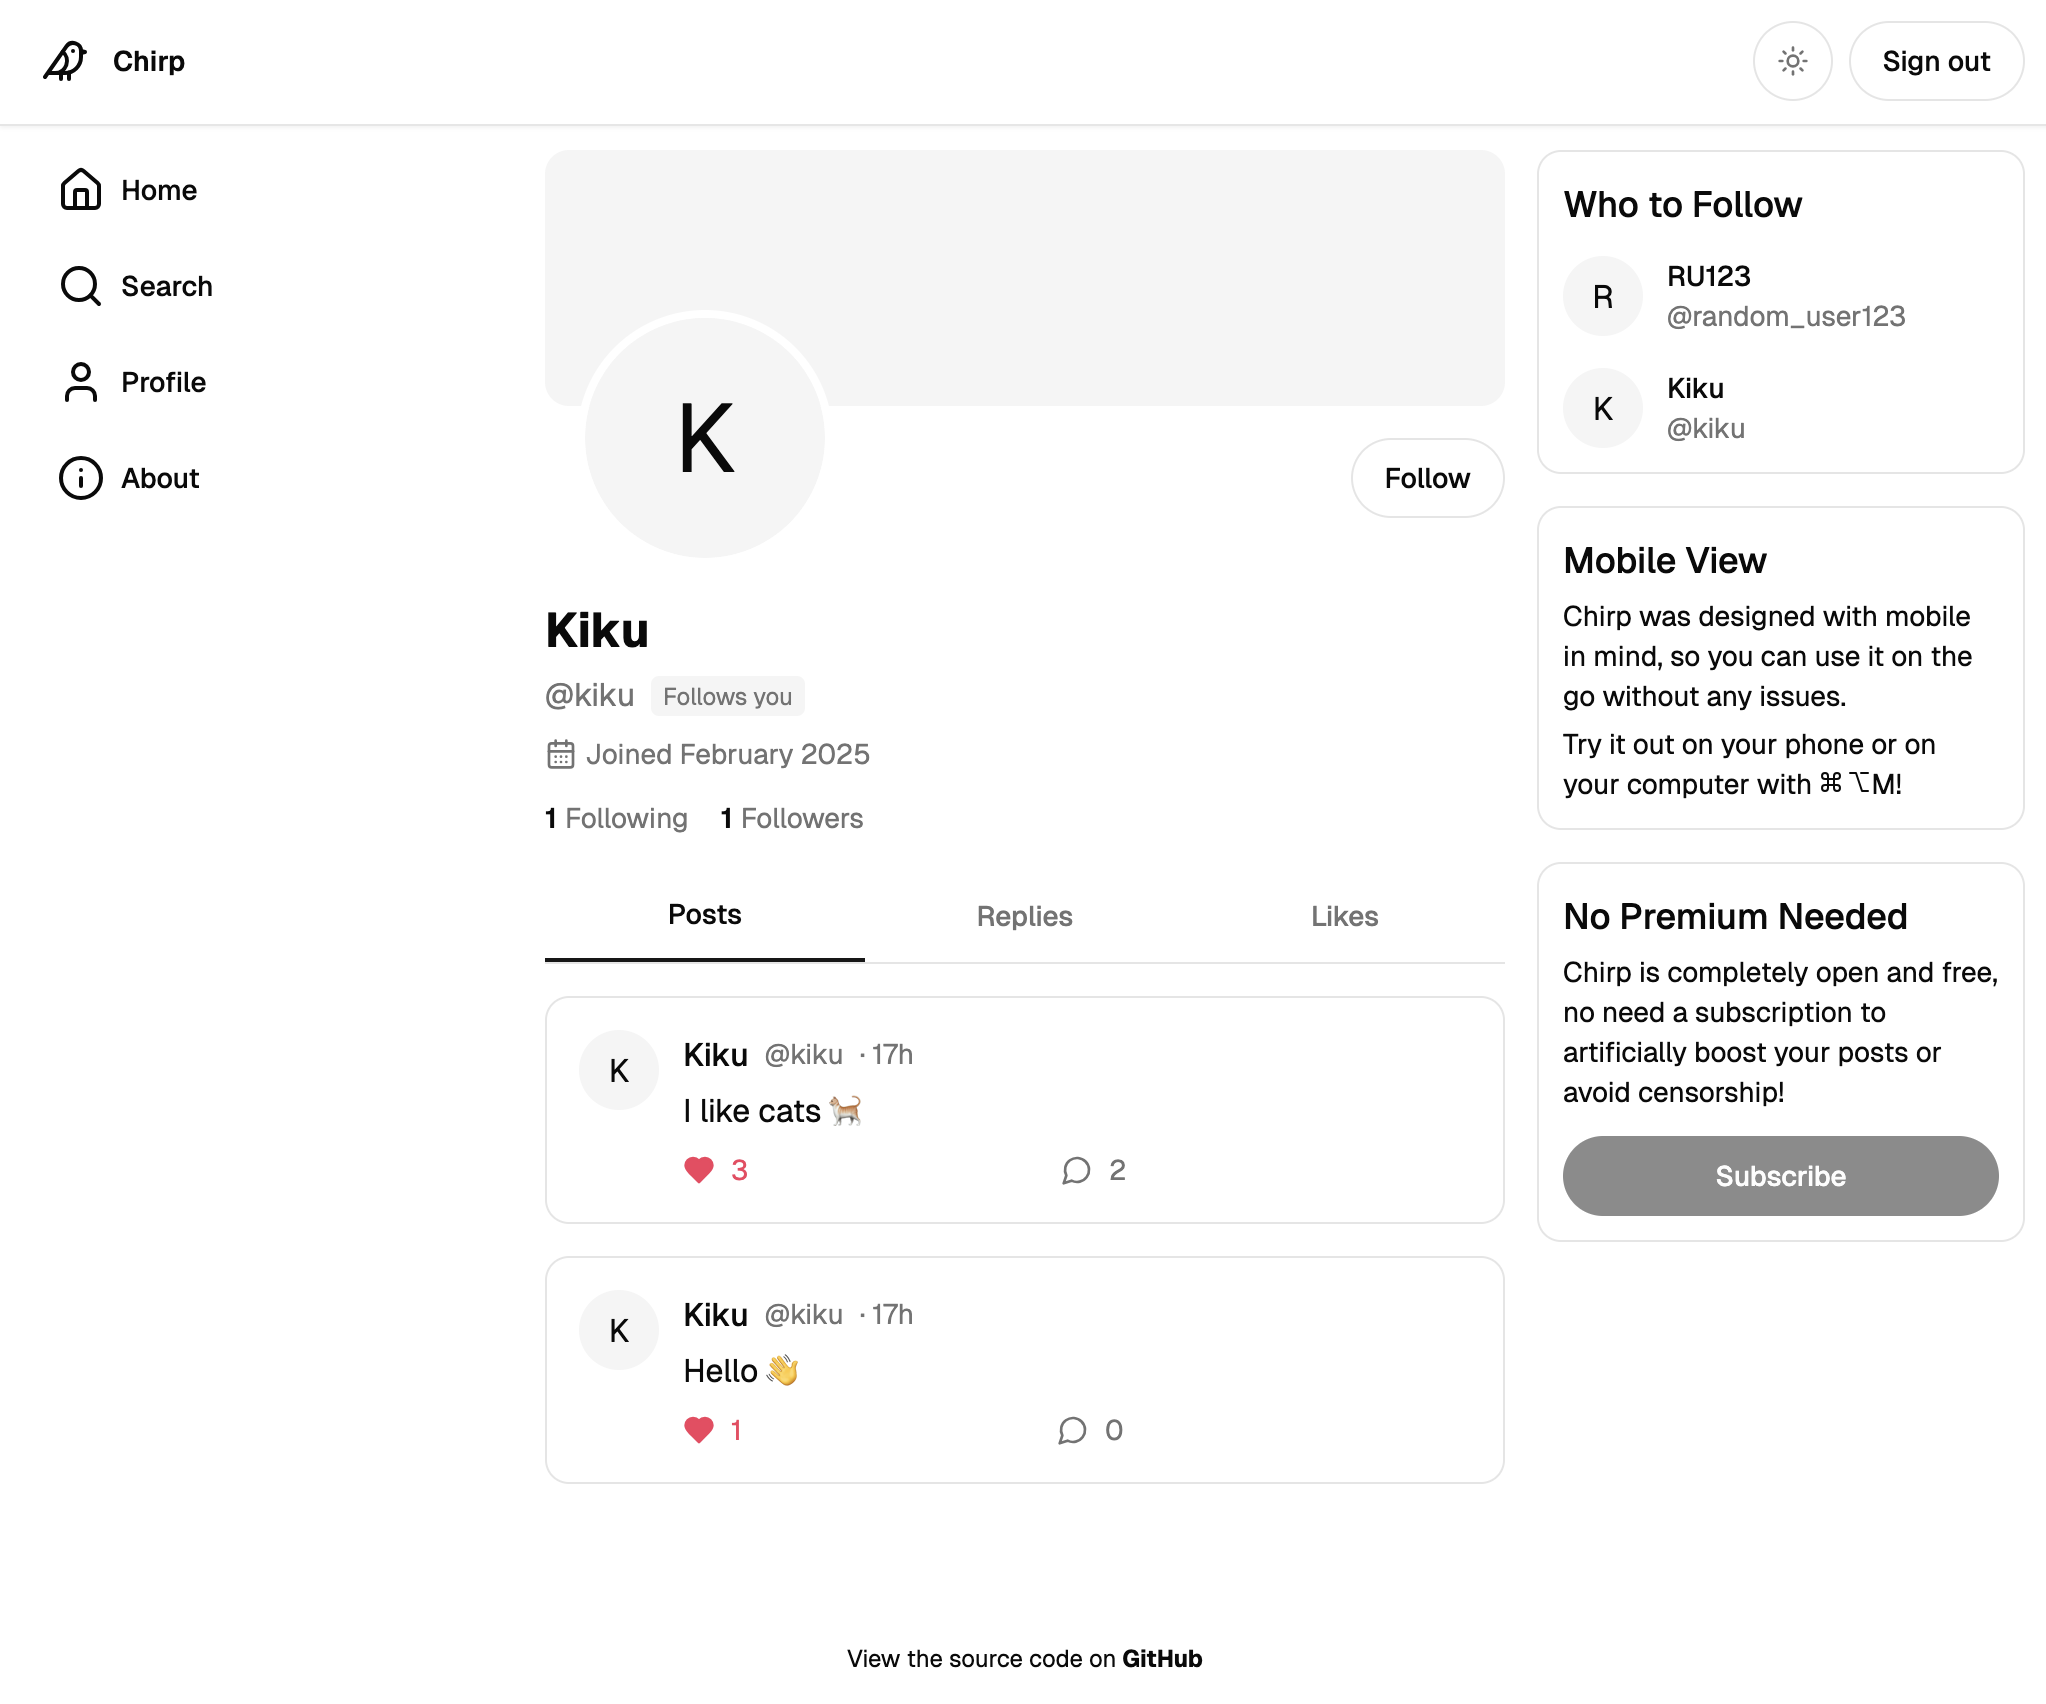 Chirp
Sign out
Home
Search
Profile
About
K
Follow
Kiku
@kiku Follows you
Joined February 2025
1 Following 1 Followers
Posts Replies Likes
K
Kiku @kiku · 17h
I like cats 🐈
3 2
K
Kiku @kiku · 17h
Hello 👋
1 0
Who to Follow
R
RU123
@random_user123
K
Kiku
@kiku
Mobile View
Chirp was designed with mobile
in mind, so you can use it on the
go without any issues.
Try it out on your phone or on
your computer with ⌘⌥M!
No Premium Needed
Chirp is completely open and free,
no need a subscription to
artificially boost your posts or
avoid censorship!
Subscribe
View the source code on GitHub